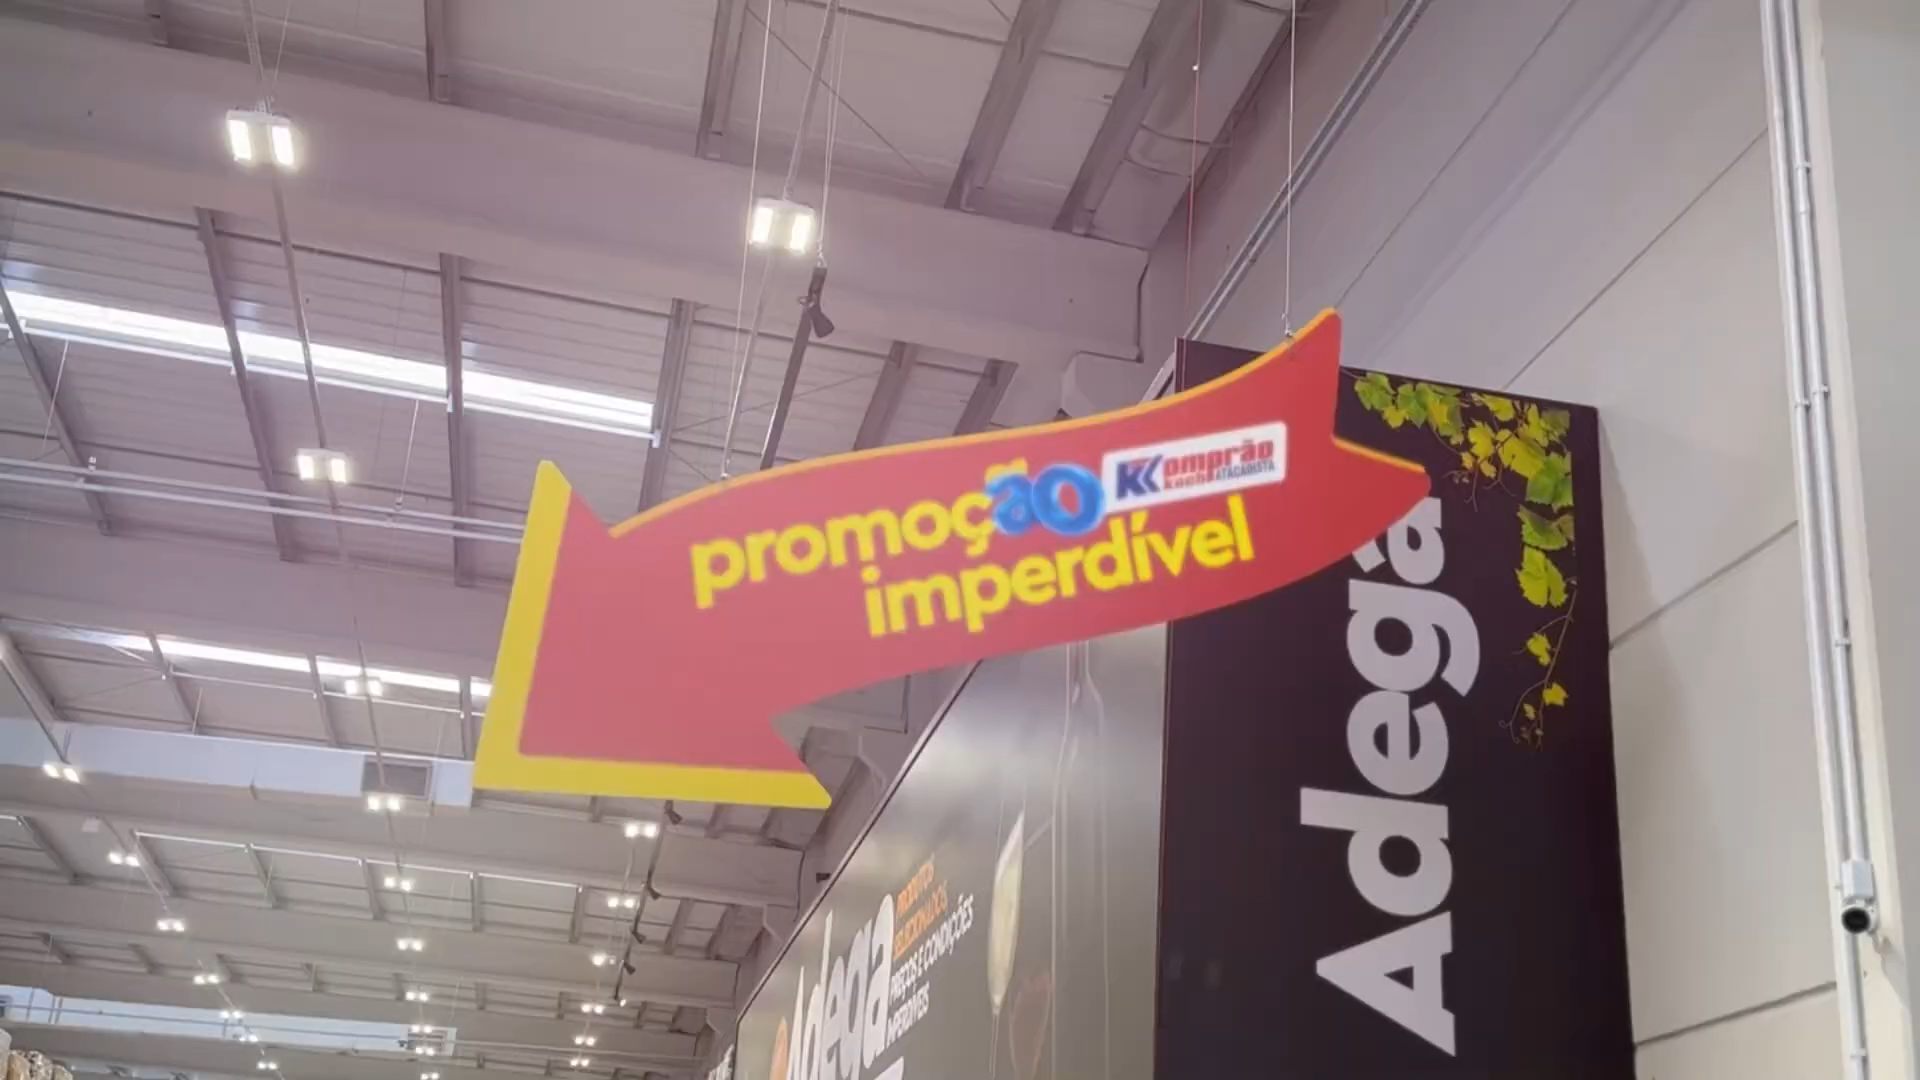 promoção
Komprão
koch ATACADISTA
imperdível
Adega
Adega
PRODUTOS
SELECIONADOS,
PREÇOS E CONDIÇÕES
IMPERDÍVEIS